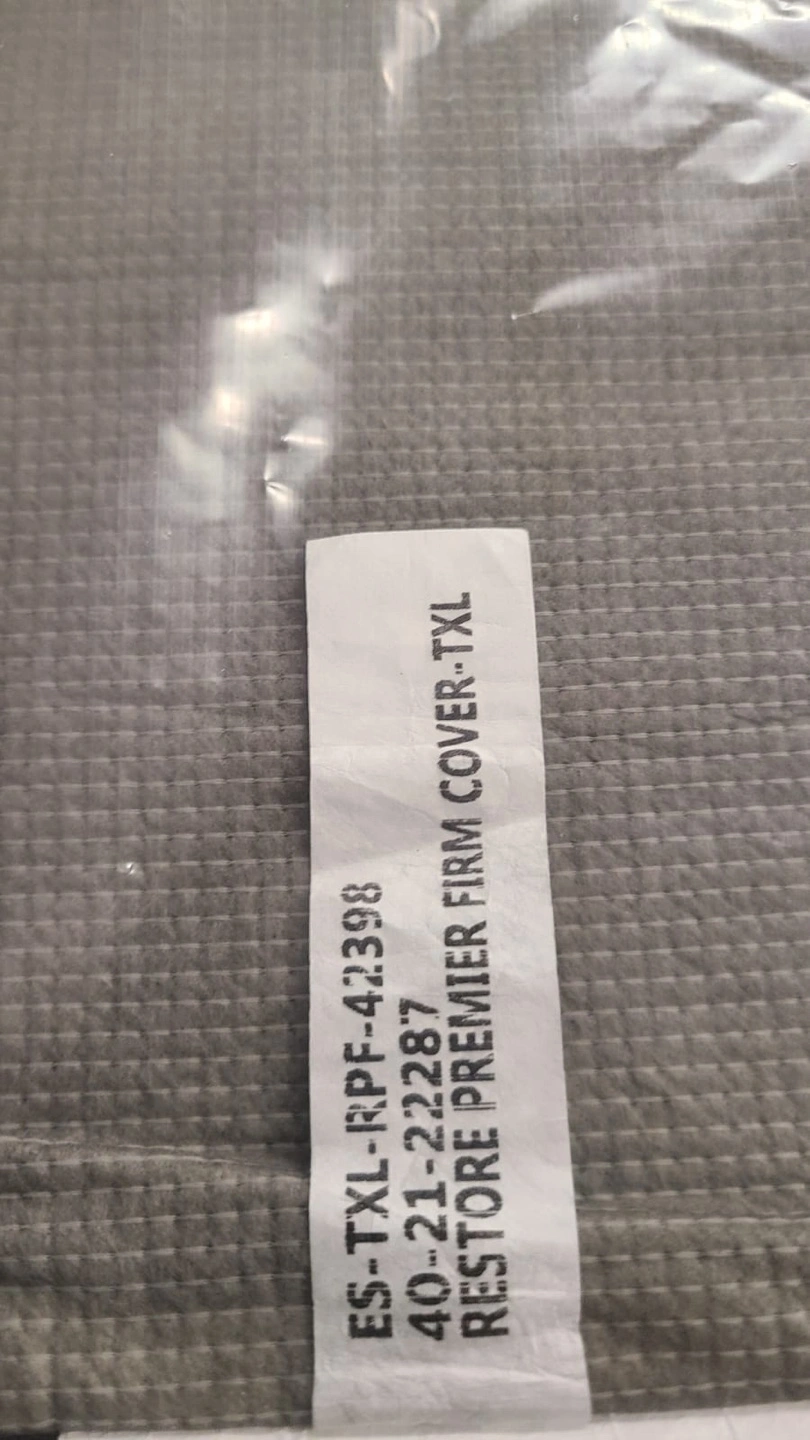 ES-TXL-RPF-42398
40-21-22287
RESTORE PREMIER FIRM COVER-TXL